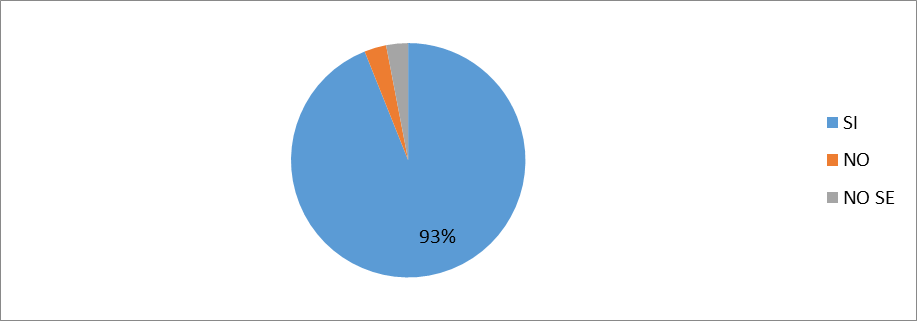 93%
SI
NO
NO SE